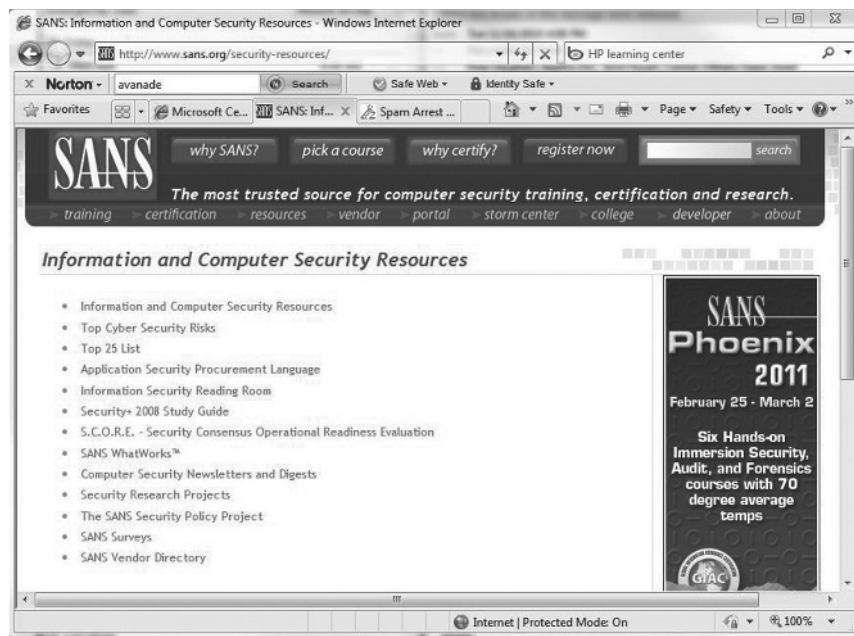 SANS: Information and Computer Security Resources - Windows Internet Explorer
http://www.sans.org/security-resources/
HP learning center
Norton
avanade
Search
Safe Web
Identity Safe
Favorites
Microsoft Ce...
SANS: Inf...
Spam Arrest ...
Page
Safety
Tools
SANS
why SANS?
pick a course
why certify?
register now
search
The most trusted source for computer security training, certification and research.
training
certification
resources
vendor
portal
storm center
college
developer
about
Information and Computer Security Resources
Information and Computer Security Resources
Top Cyber Security Risks
Top 25 List
Application Security Procurement Language
Information Security Reading Room
Security+ 2008 Study Guide
S.C.O.R.E. - Security Consensus Operational Readiness Evaluation
SANS WhatWorks™
Computer Security Newsletters and Digests
Security Research Projects
The SANS Security Policy Project
SANS Surveys
SANS Vendor Directory
SANS
Phoenix
2011
February 25 - March 2
Six Hands-on
Immersion Security,
Audit, and Forensics
courses with 70
degree average
temps
GIAC
Internet | Protected Mode: On
100%